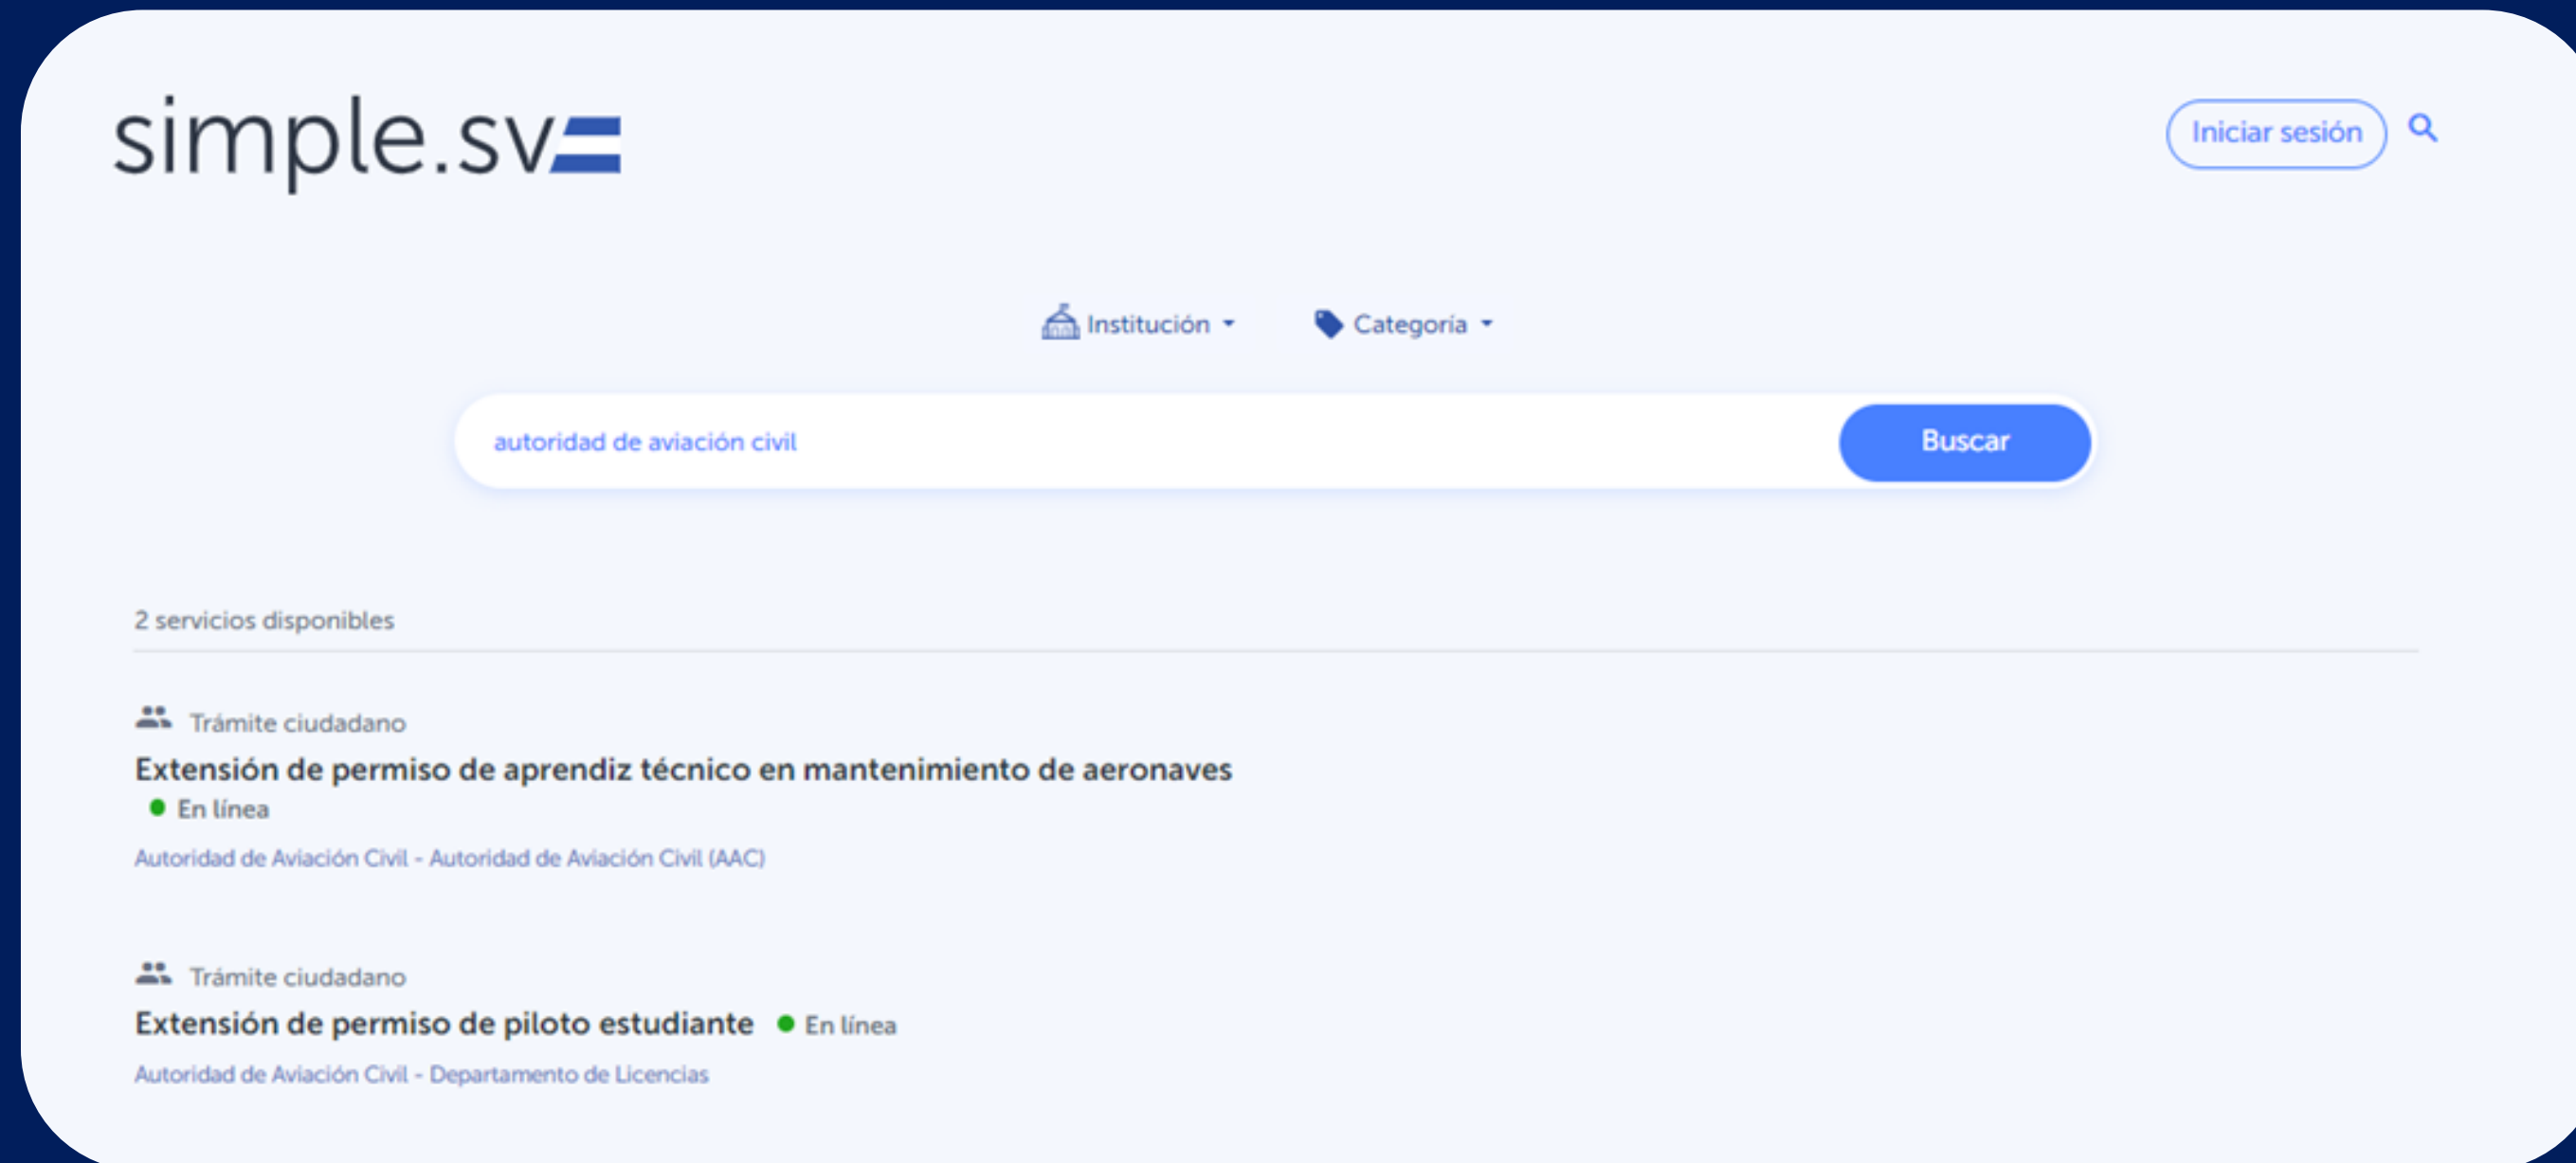 simple.sv
Iniciar sesión
Institución
Categoría
autoridad de aviación civil
Buscar
2 servicios disponibles
Trámite ciudadano
Extensión de permiso de aprendiz técnico en mantenimiento de aeronaves
En línea
Autoridad de Aviación Civil - Autoridad de Aviación Civil (AAC)
Trámite ciudadano
Extensión de permiso de piloto estudiante En línea
Autoridad de Aviación Civil - Departamento de Licencias